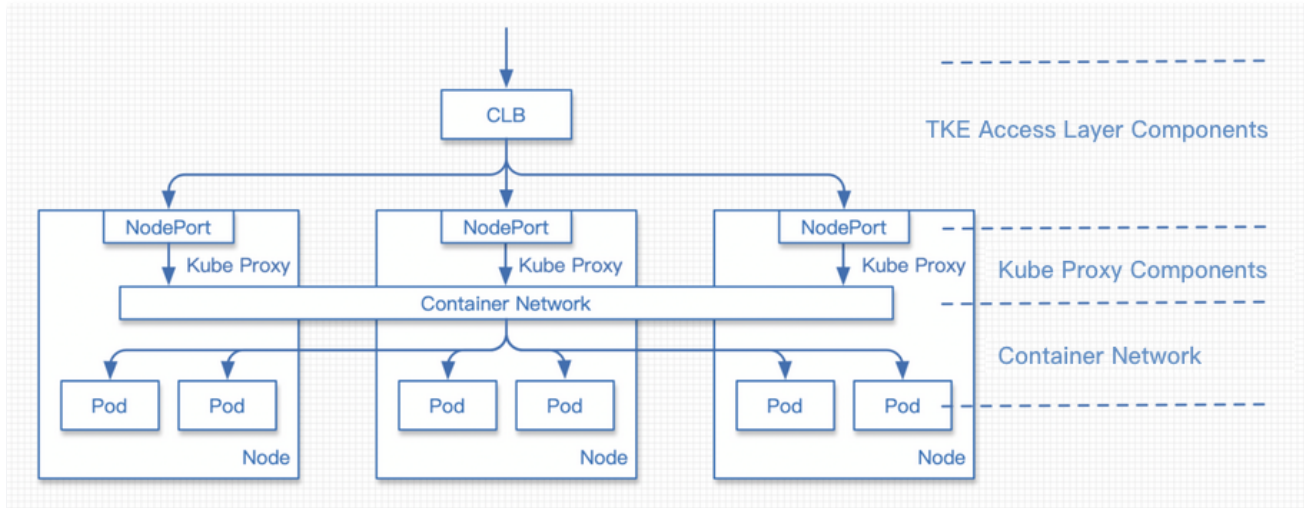 CLB
TKE Access Layer Components
NodePort
NodePort
NodePort
Kube Proxy
Kube Proxy
Kube Proxy
Kube Proxy Components
Container Network
Container Network
Pod
Pod
Pod
Pod
Pod
Pod
Node
Node
Node